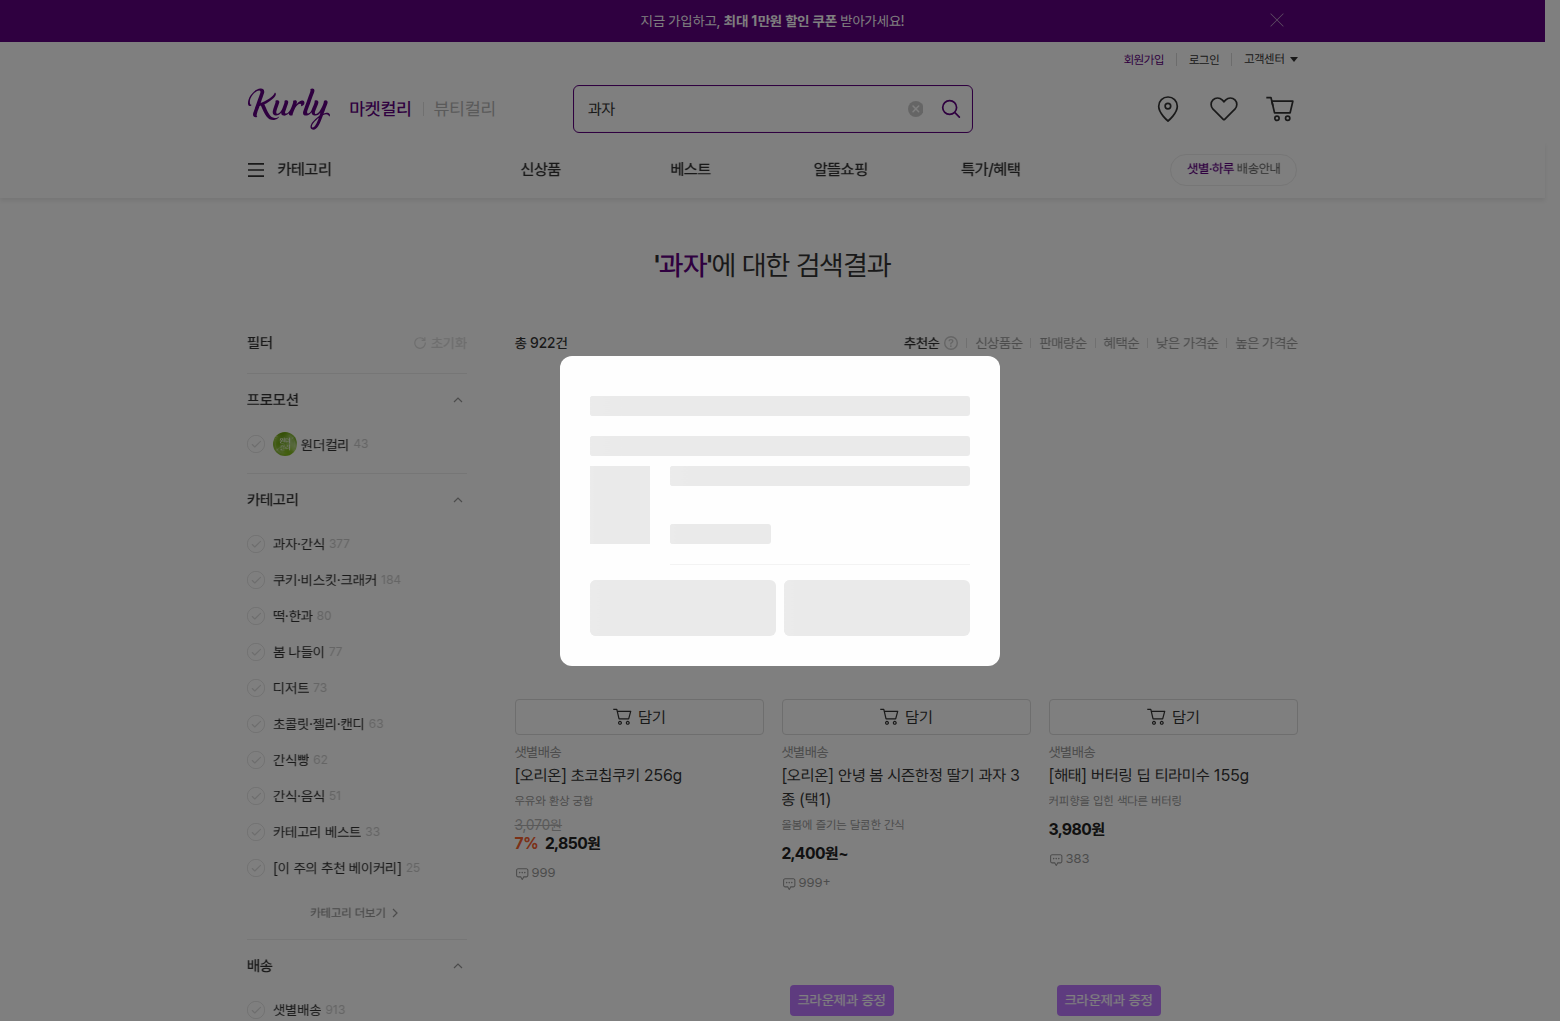 지금 가입하고, 최대 1만원 할인 쿠폰 받아가세요!
회원가입 로그인 고객센터
Kurly 마켓컬리 뷰티컬리
과자
카테고리 신상품 베스트 알뜰쇼핑 특가/혜택 샛별·하루 배송안내
'과자'에 대한 검색결과
필터 초기화
총 922건 추천순 신상품순 판매량순 혜택순 낮은 가격순 높은 가격순
프로모션
원더컬리 43
카테고리
과자·간식 377
쿠키·비스킷·크래커 184
떡·한과 80
봄 나들이 77
디저트 73
초콜릿·젤리·캔디 63
간식빵 62
간식·음식 51
카테고리 베스트 33
[이 주의 추천 베이커리] 25
카테고리 더보기
배송
샛별배송 913
담기
샛별배송
[오리온] 초코칩쿠키 256g
우유와 환상 궁합
3,070원
7% 2,850원
999
담기
샛별배송
[오리온] 안녕 봄 시즌한정 딸기 과자 3
종 (택1)
올봄에 즐기는 달콤한 간식
2,400원~
999+
담기
샛별배송
[해태] 버터링 딥 티라미수 155g
커피향을 입힌 색다른 버터링
3,980원
383
크라운제과 증정
크라운제과 증정